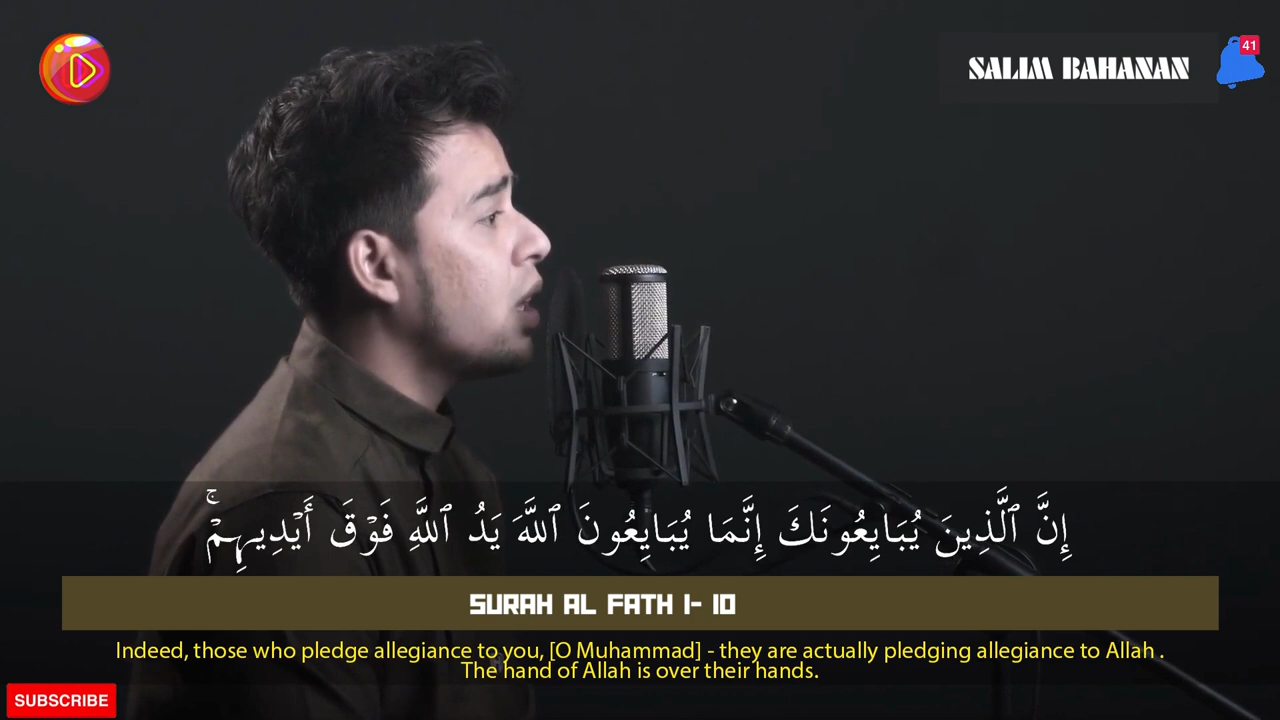 SALIM BAHANAN
41
إِنَّ ٱلَّذِينَ يُبَايِعُونَكَ إِنَّمَا يُبَايِعُونَ ٱللَّهَ يَدُ ٱللَّهِ فَوْقَ أَيْدِيهِمْۚ
SURAH AL FATH 1- 10
Indeed, those who pledge allegiance to you, [O Muhammad] - they are actually pledging allegiance to Allah .
The hand of Allah is over their hands.
SUBSCRIBE